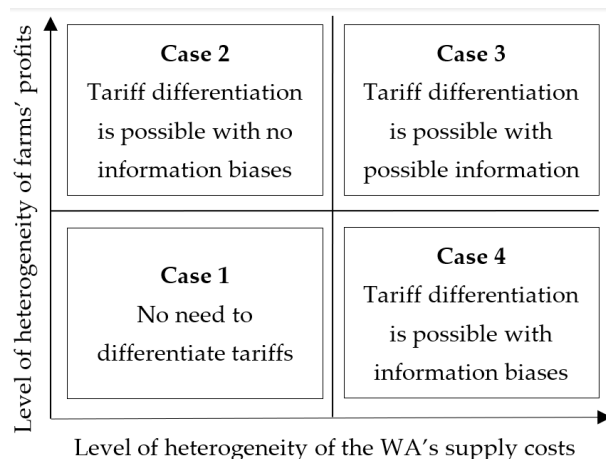 Level of heterogeneity of farms' profits
Case 2
Tariff differentiation
is possible with no
information biases
Case 3
Tariff differentiation
is possible with
possible information
Case 1
No need to
differentiate tariffs
Case 4
Tariff differentiation
is possible with
information biases
Level of heterogeneity of the WA's supply costs